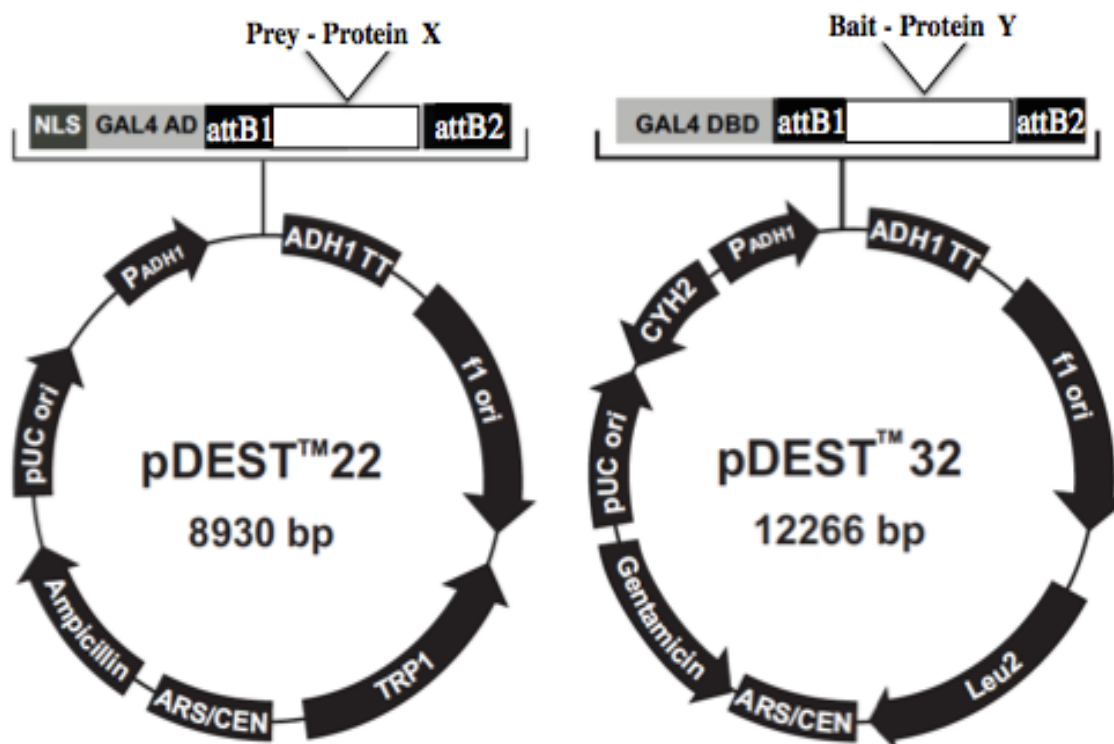 Prey - Protein X
NLS GAL4 AD attB1 attB2
PADH1
ADH1 TT
f1 ori
TRP1
ARS/CEN
Ampicillin
pUC ori
pDEST™22
8930 bp
Bait - Protein Y
GAL4 DBD attB1 attB2
CYH2
PADH1
ADH1 TT
f1 ori
Leu2
ARS/CEN
Gentamicin
pUC ori
pDEST™32
12266 bp